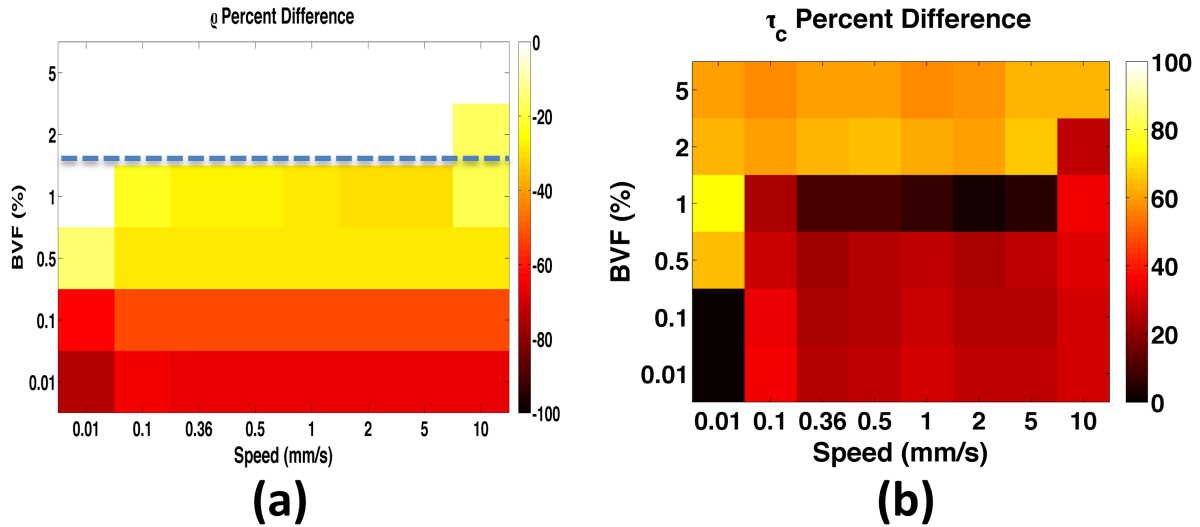 ϱ Percent Difference
BVF (%)
5
2
1
0.5
0.1
0.01
0.01 0.1 0.36 0.5 1 2 5 10
Speed (mm/s)
0
-20
-40
-60
-80
-100
(a)
τc Percent Difference
BVF (%)
5
2
1
0.5
0.1
0.01
0.01 0.1 0.36 0.5 1 2 5 10
Speed (mm/s)
100
80
60
40
20
0
(b)